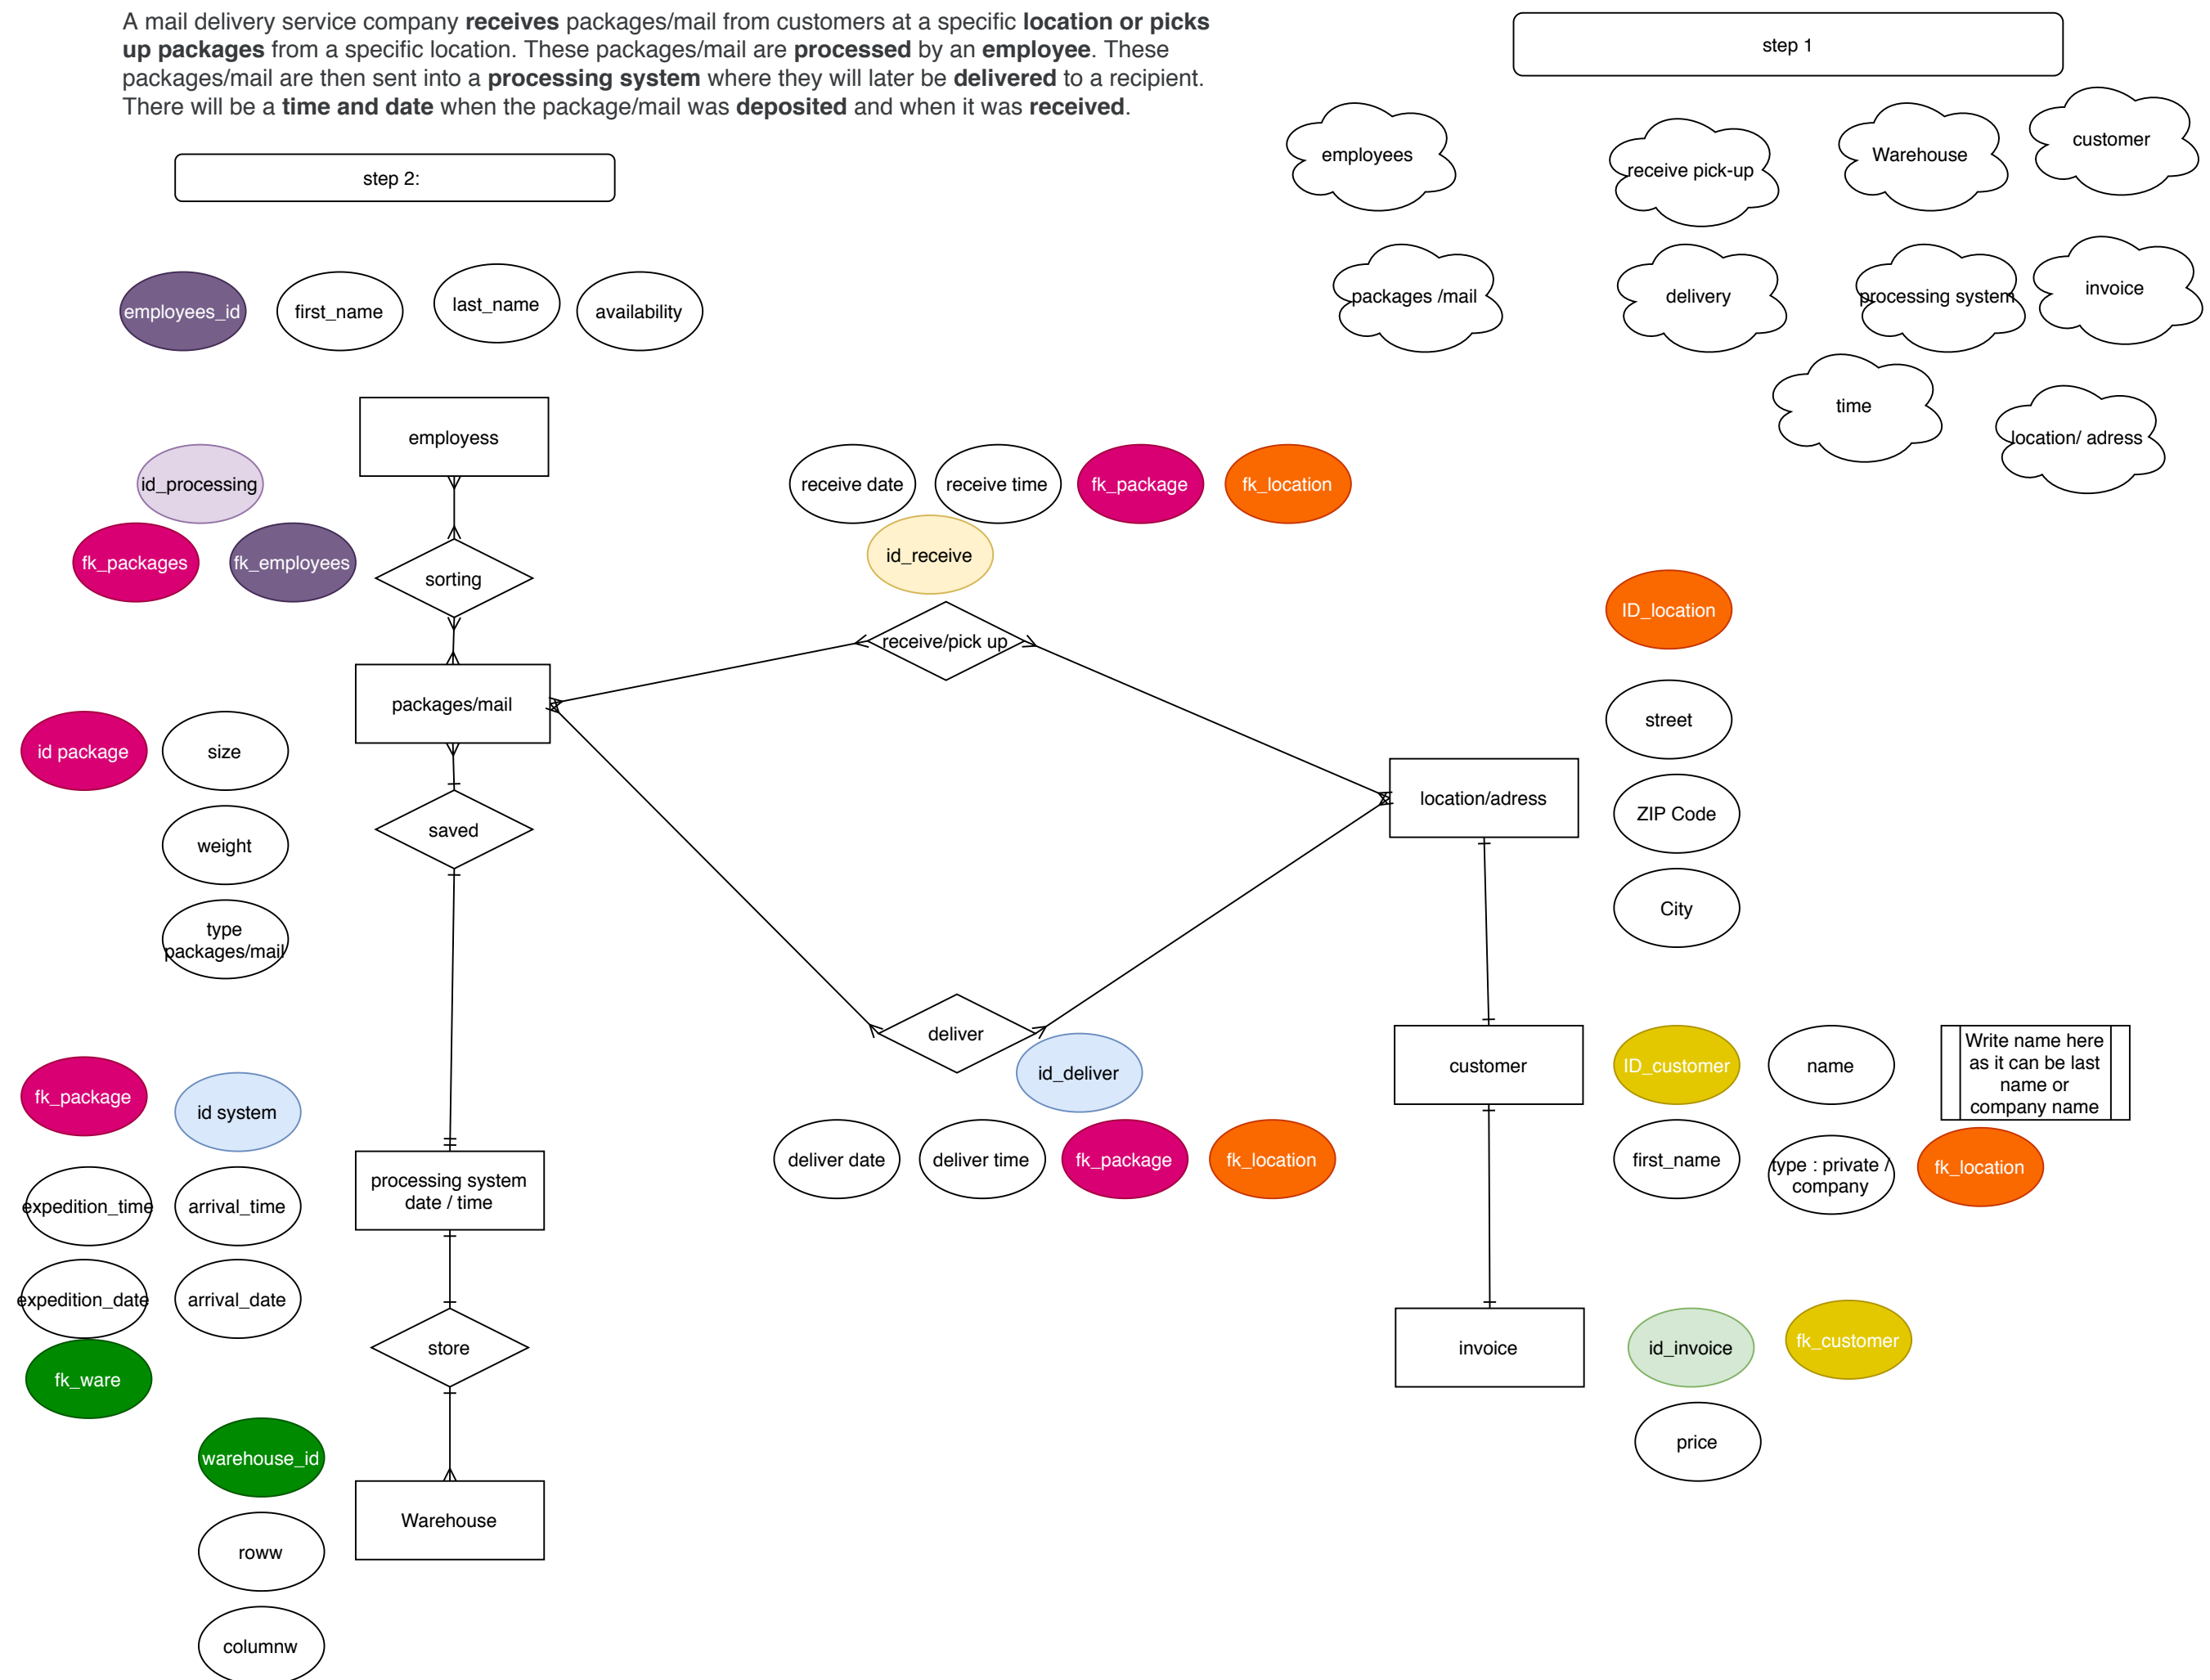 A mail delivery service company receives packages/mail from customers at a specific location or picks
up packages from a specific location. These packages/mail are processed by an employee. These
packages/mail are then sent into a processing system where they will later be delivered to a recipient.
There will be a time and date when the package/mail was deposited and when it was received.
step 1
employees
receive pick-up
Warehouse
customer
packages /mail
delivery
processing system
invoice
time
location/ adress
step 2:
employees_id
first_name
last_name
availability
employess
id_processing
fk_packages
fk_employees
sorting
receive date
receive time
fk_package
fk_location
id_receive
receive/pick up
packages/mail
id package
size
weight
type
packages/mail
saved
ID_location
street
ZIP Code
City
location/adress
deliver
id_deliver
deliver date
deliver time
fk_package
fk_location
customer
ID_customer
name
Write name here
as it can be last
name or
company name
first_name
type : private /
company
fk_location
fk_package
id system
expedition_time
arrival_time
processing system
date / time
expedition_date
arrival_date
fk_ware
store
invoice
id_invoice
fk_customer
price
warehouse_id
Warehouse
roww
columnw